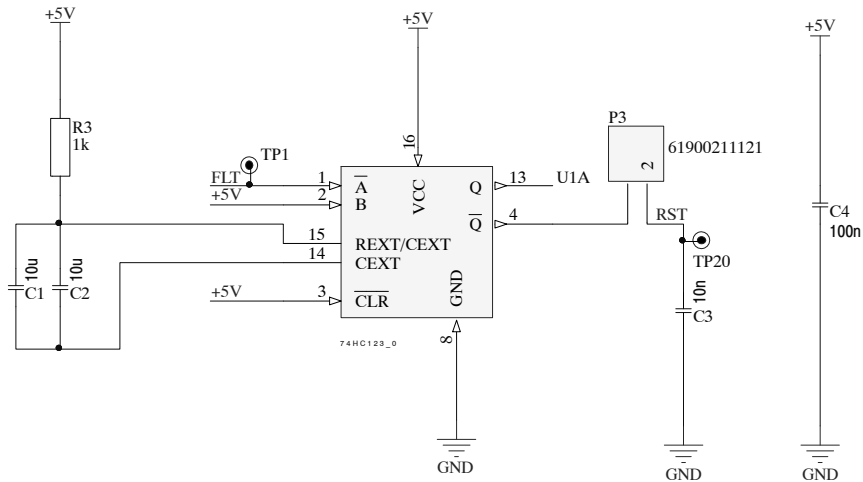 +5V
+5V
+5V
R3
1k
P3
61900211121
2
16
TP1
FLT
1
A
+5V
2
B
VCC
Q
13
U1A
Q
4
RST
TP20
C4
100n
15
REXT/CEXT
14
CEXT
10u
C1
10u
C2
+5V
3
CLR
GND
10n
C3
74HC123_0
8
GND
GND
GND